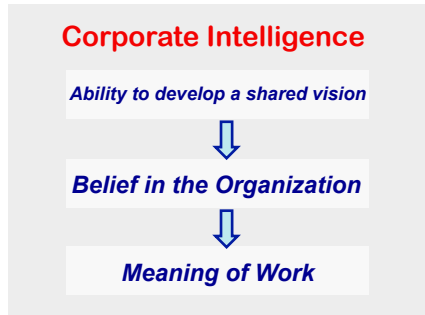 Corporate Intelligence
Ability to develop a shared vision
Belief in the Organization
Meaning of Work